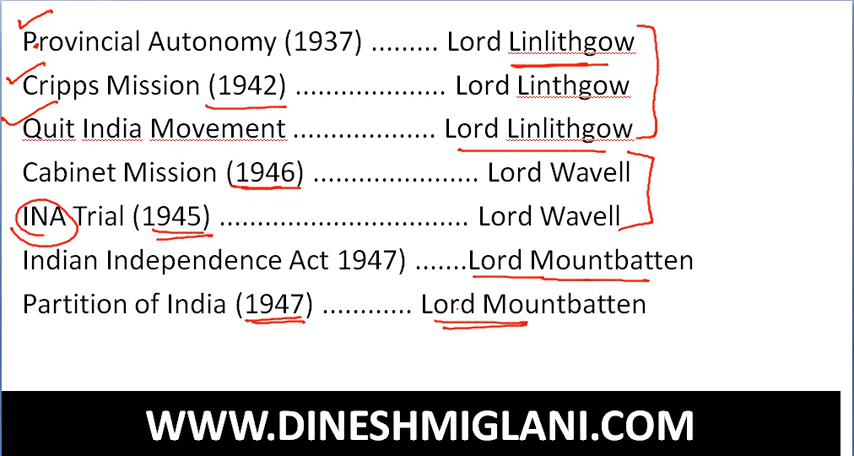 Provincial Autonomy (1937) ......... Lord Linlithgow
Cripps Mission (1942) ...................... Lord Linthgow
Quit India Movement ..................... Lord Linlithgow
Cabinet Mission (1946) ........................ Lord Wavell
INA Trial (1945) .................................... Lord Wavell
Indian Independence Act 1947) .......Lord Mountbatten
Partition of India (1947) ............. Lord Mountbatten
WWW.DINESHMIGLANI.COM